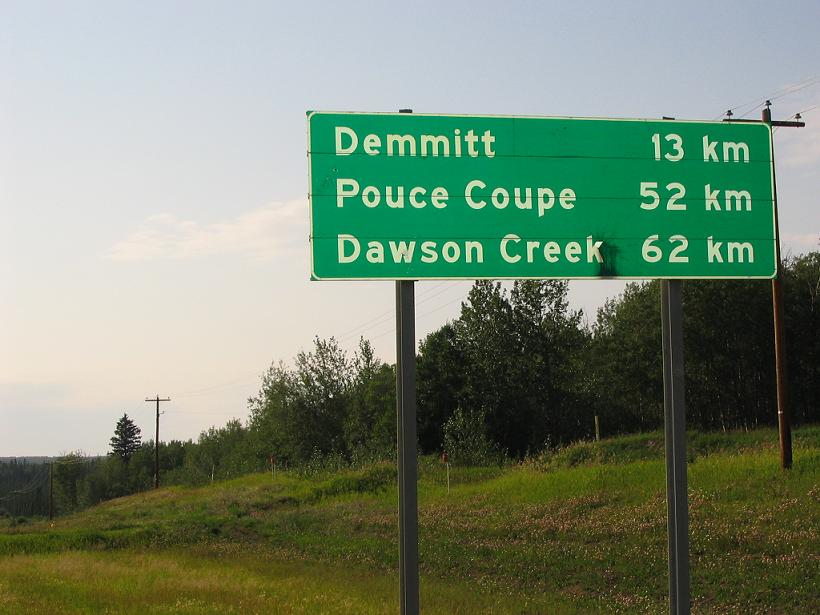 Demmitt 13 km
Pouce Coupe 52 km
Dawson Creek 62 km